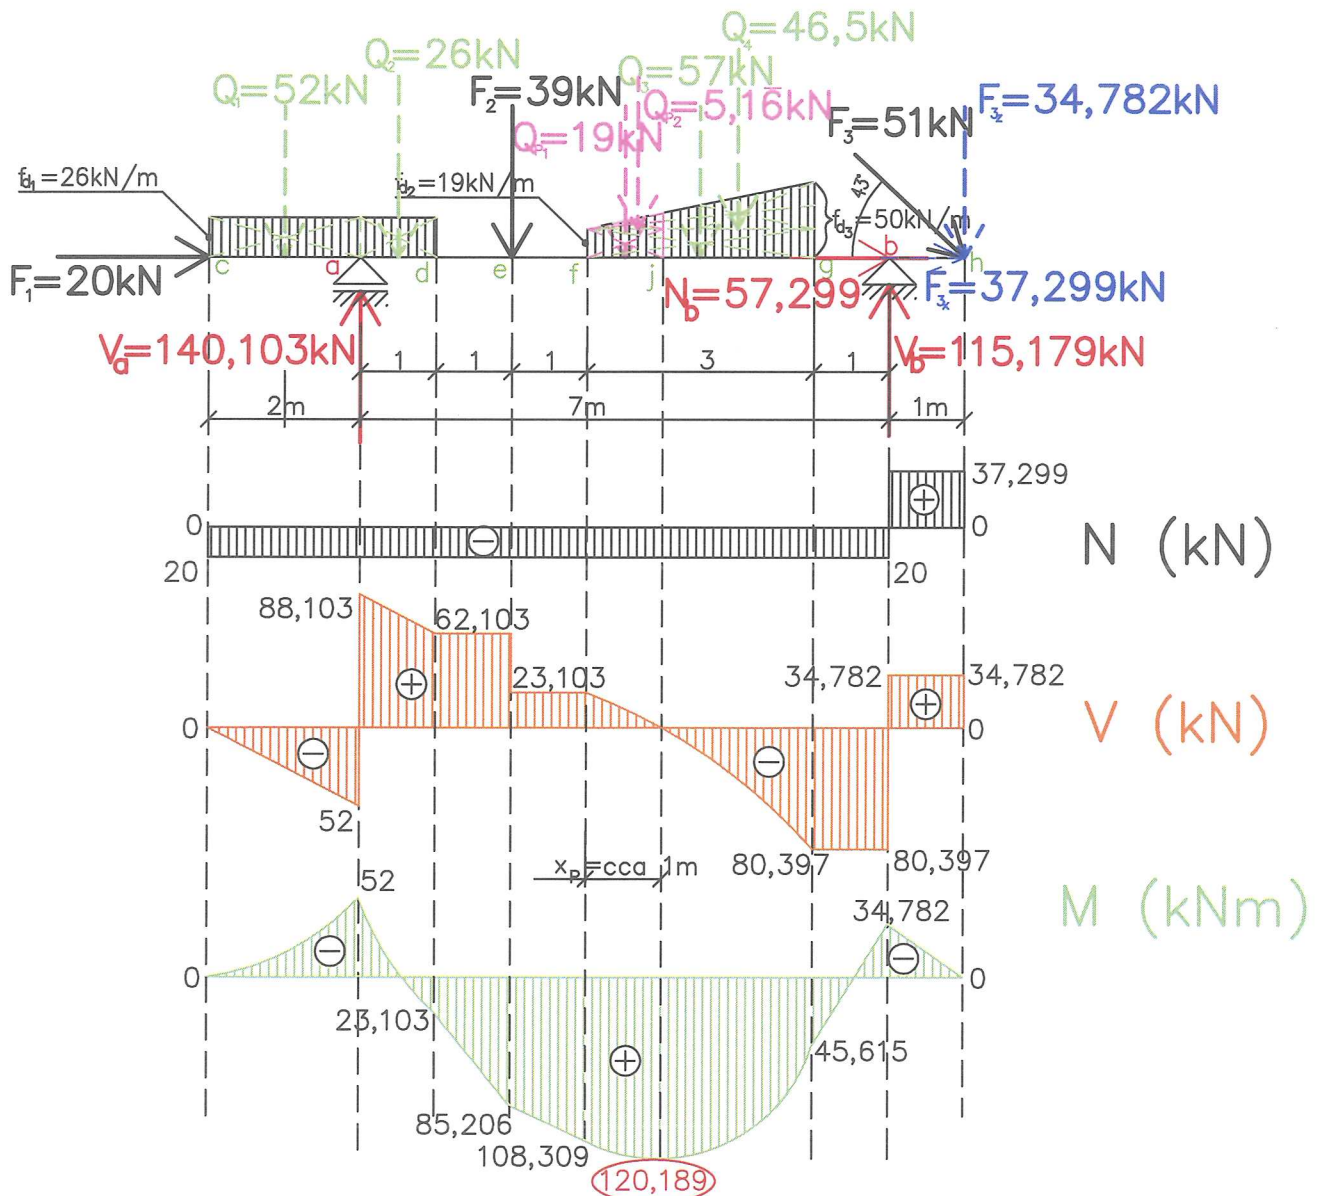 Q₄=46,5kN
Q₂=26kN
Q₃=57kN
Q₁=52kN
F₂=39kN
Qₚ₂=5,16kN
F₃z=34,782kN
F₃=51kN
Qₚ₁=19kN
fd₁=26kN/m
fd₂=19kN/m
43°
fd₃=50kN/m
c
a
d
e
f
j
g
b
h
F₁=20kN
Nb=57,299
F₃ₓ=37,299kN
Va=140,103kN
Vb=115,179kN
1
1
1
3
1
2m
7m
1m
37,299
0
0
20
20
N (kN)
88,103
62,103
23,103
34,782
34,782
0
0
52
80,397
80,397
V (kN)
xₚ=cca 1m
52
34,782
M (kNm)
0
0
23,103
45,615
85,206
108,309
120,189